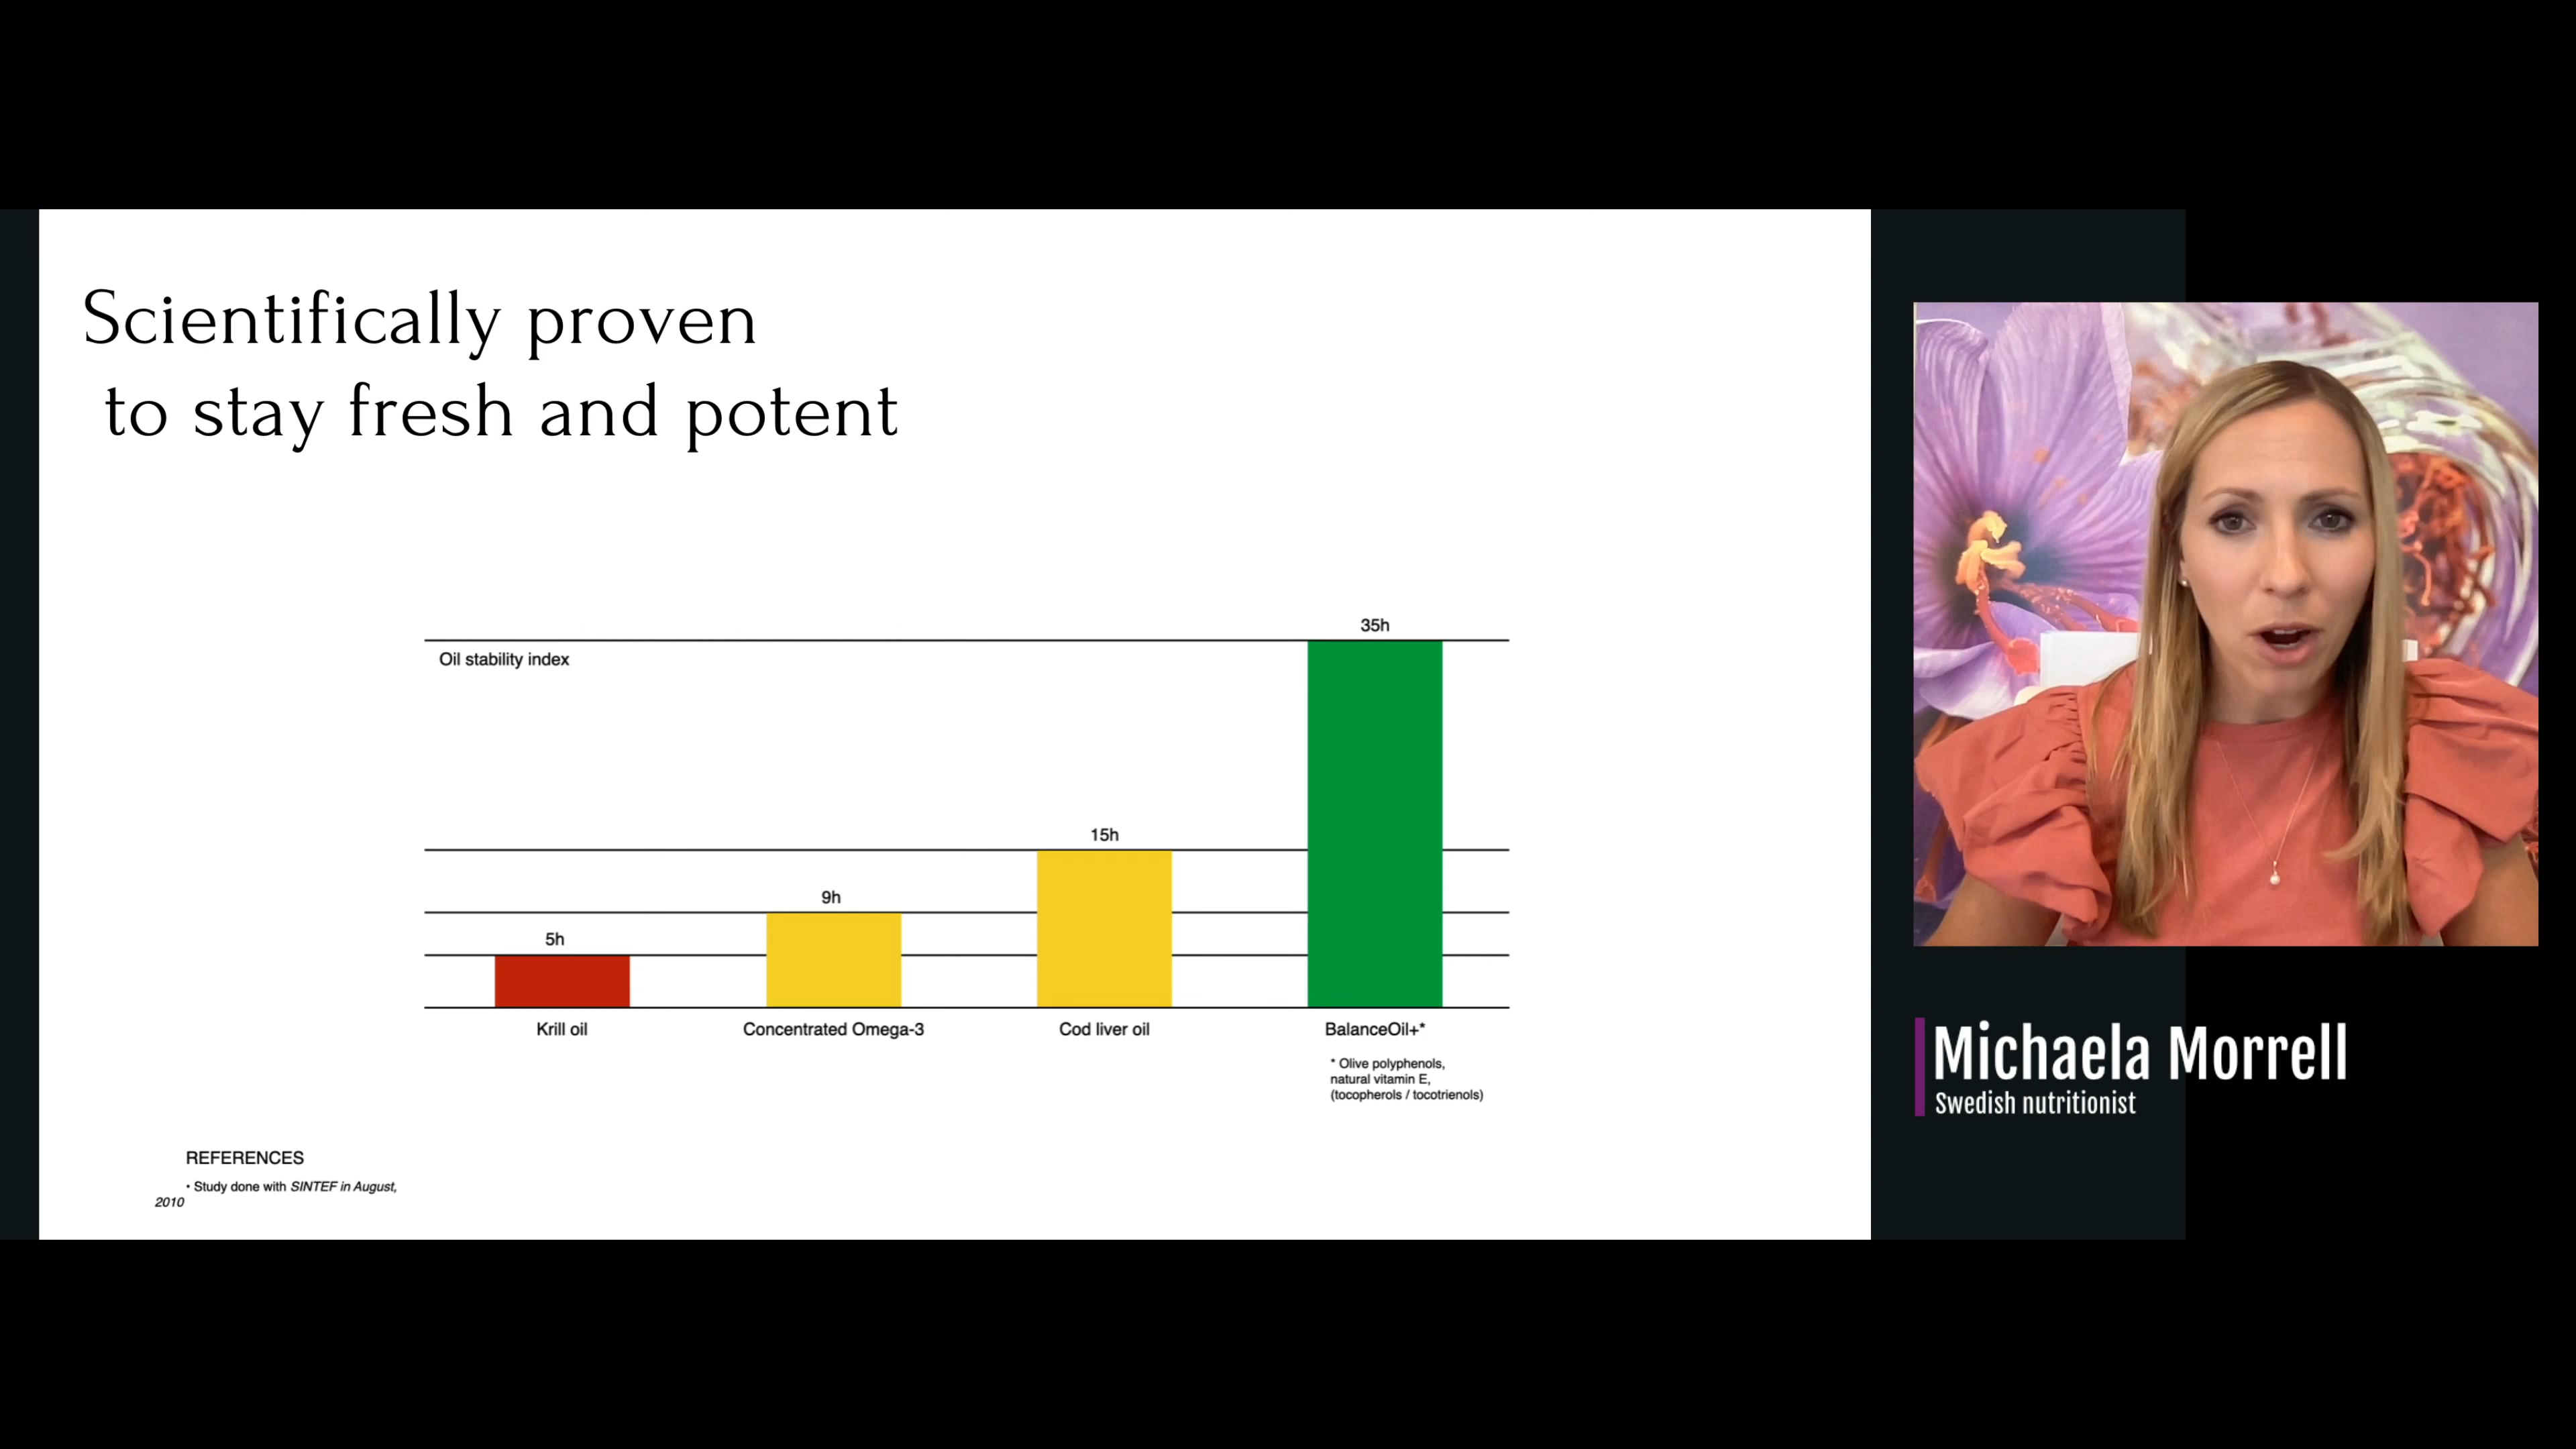 Scientifically proven
to stay fresh and potent
35h
Oil stability index
15h
9h
5h
Krill oil
Concentrated Omega-3
Cod liver oil
BalanceOil+*
* Olive polyphenols,
natural vitamin E,
(tocopherols / tocotrienols)
REFERENCES
• Study done with SINTEF in August,
2010
Michaela Morrell
Swedish nutritionist